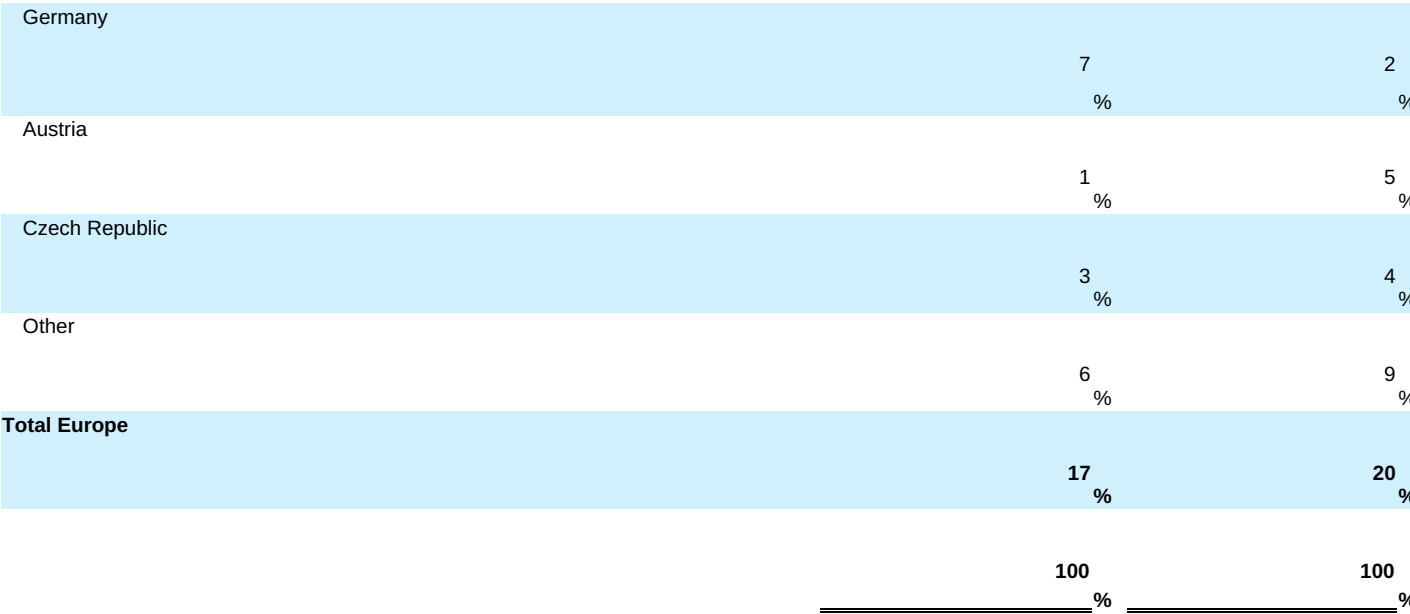 Germany
7 2
% %
Austria
1 5
% %
Czech Republic
3 4
% %
Other
6 9
% %
Total Europe
17 20
% %
100 100
% %